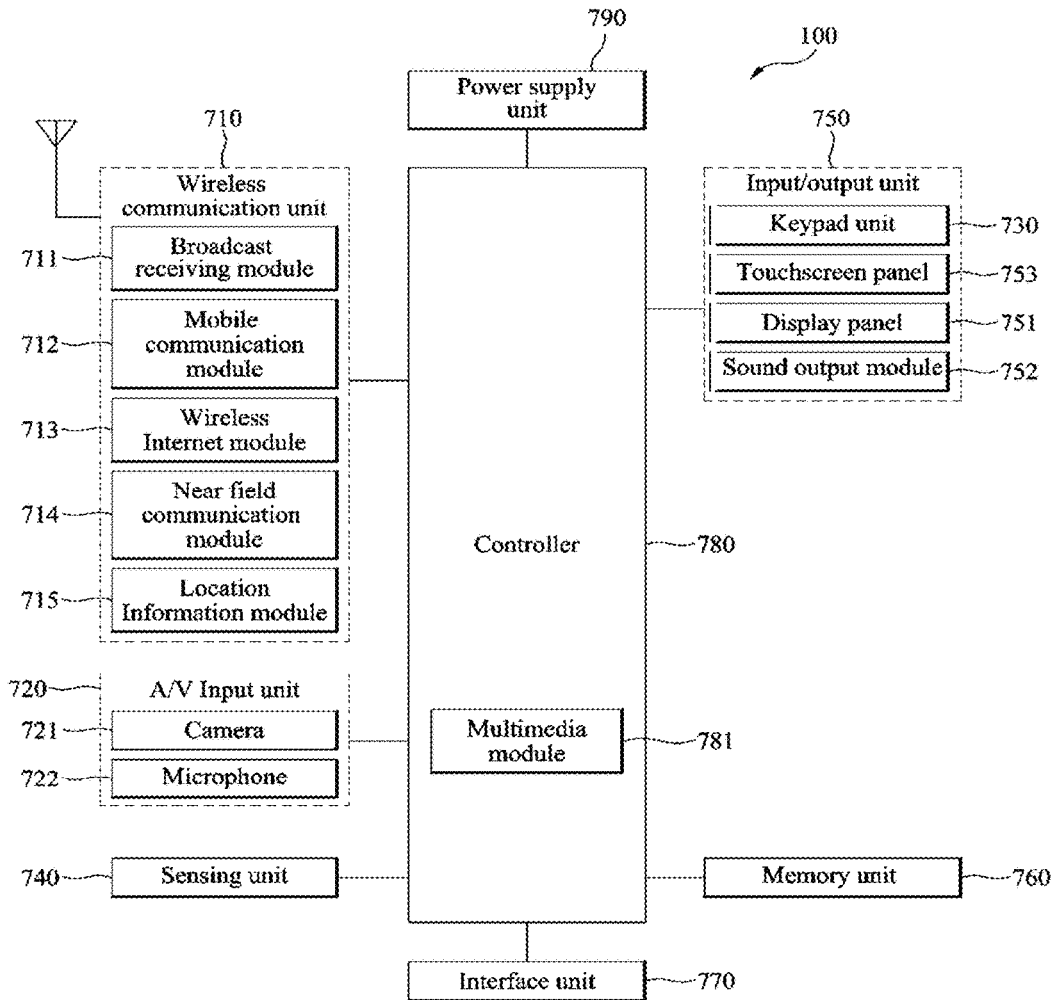 790
100
Power supply
unit
710
Wireless
communication unit
711
Broadcast
receiving module
712
Mobile
communication
module
713
Wireless
Internet module
714
Near field
communication
module
715
Location
Information module
720
A/V Input unit
721
Camera
722
Microphone
740
Sensing unit
Controller
780
Multimedia
module
781
750
Input/output unit
Keypad unit
730
Touchscreen panel
753
Display panel
751
Sound output module
752
Memory unit
760
Interface unit
770